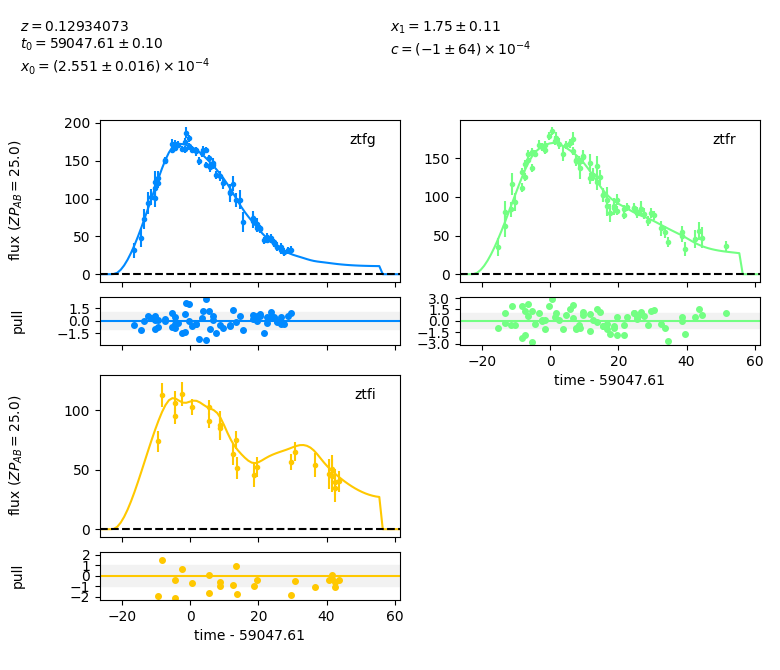 z = 0.12934073
t₀ = 59047.61 ± 0.10
x₀ = (2.551 ± 0.016) × 10⁻⁴
x₁ = 1.75 ± 0.11
c = (−1 ± 64) × 10⁻⁴
flux (ZP_AB = 25.0)
200
150
100
50
0
ztfg
pull
1.5
0.0
−1.5
150
100
50
0
ztfr
3.0
1.5
0.0
−1.5
−3.0
−20 0 20 40 60
time - 59047.61
flux (ZP_AB = 25.0)
100
50
0
ztfi
pull
2
1
0
−1
−2
−20 0 20 40 60
time - 59047.61